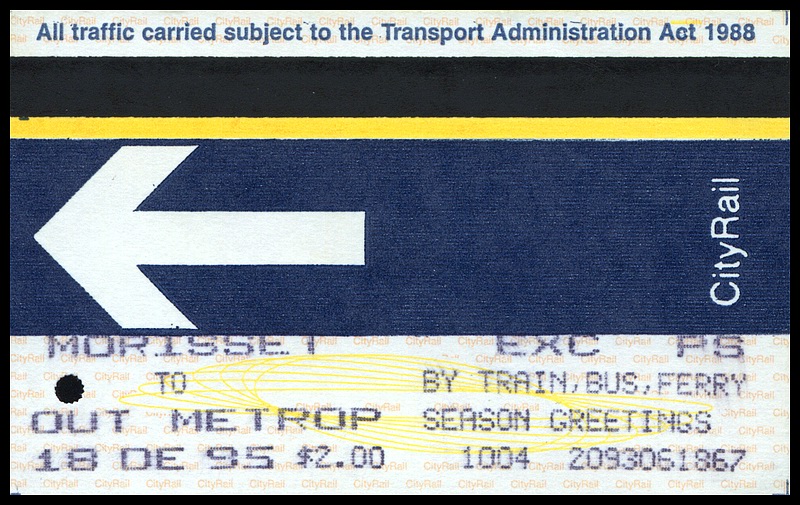 All traffic carried subject to the Transport Administration Act 1988
CityRail
MORISSET EXC PS
TO BY TRAIN,BUS,FERRY
OUT METROP SEASON GREETINGS
18 DE 95 $2.00 1004 2093061867